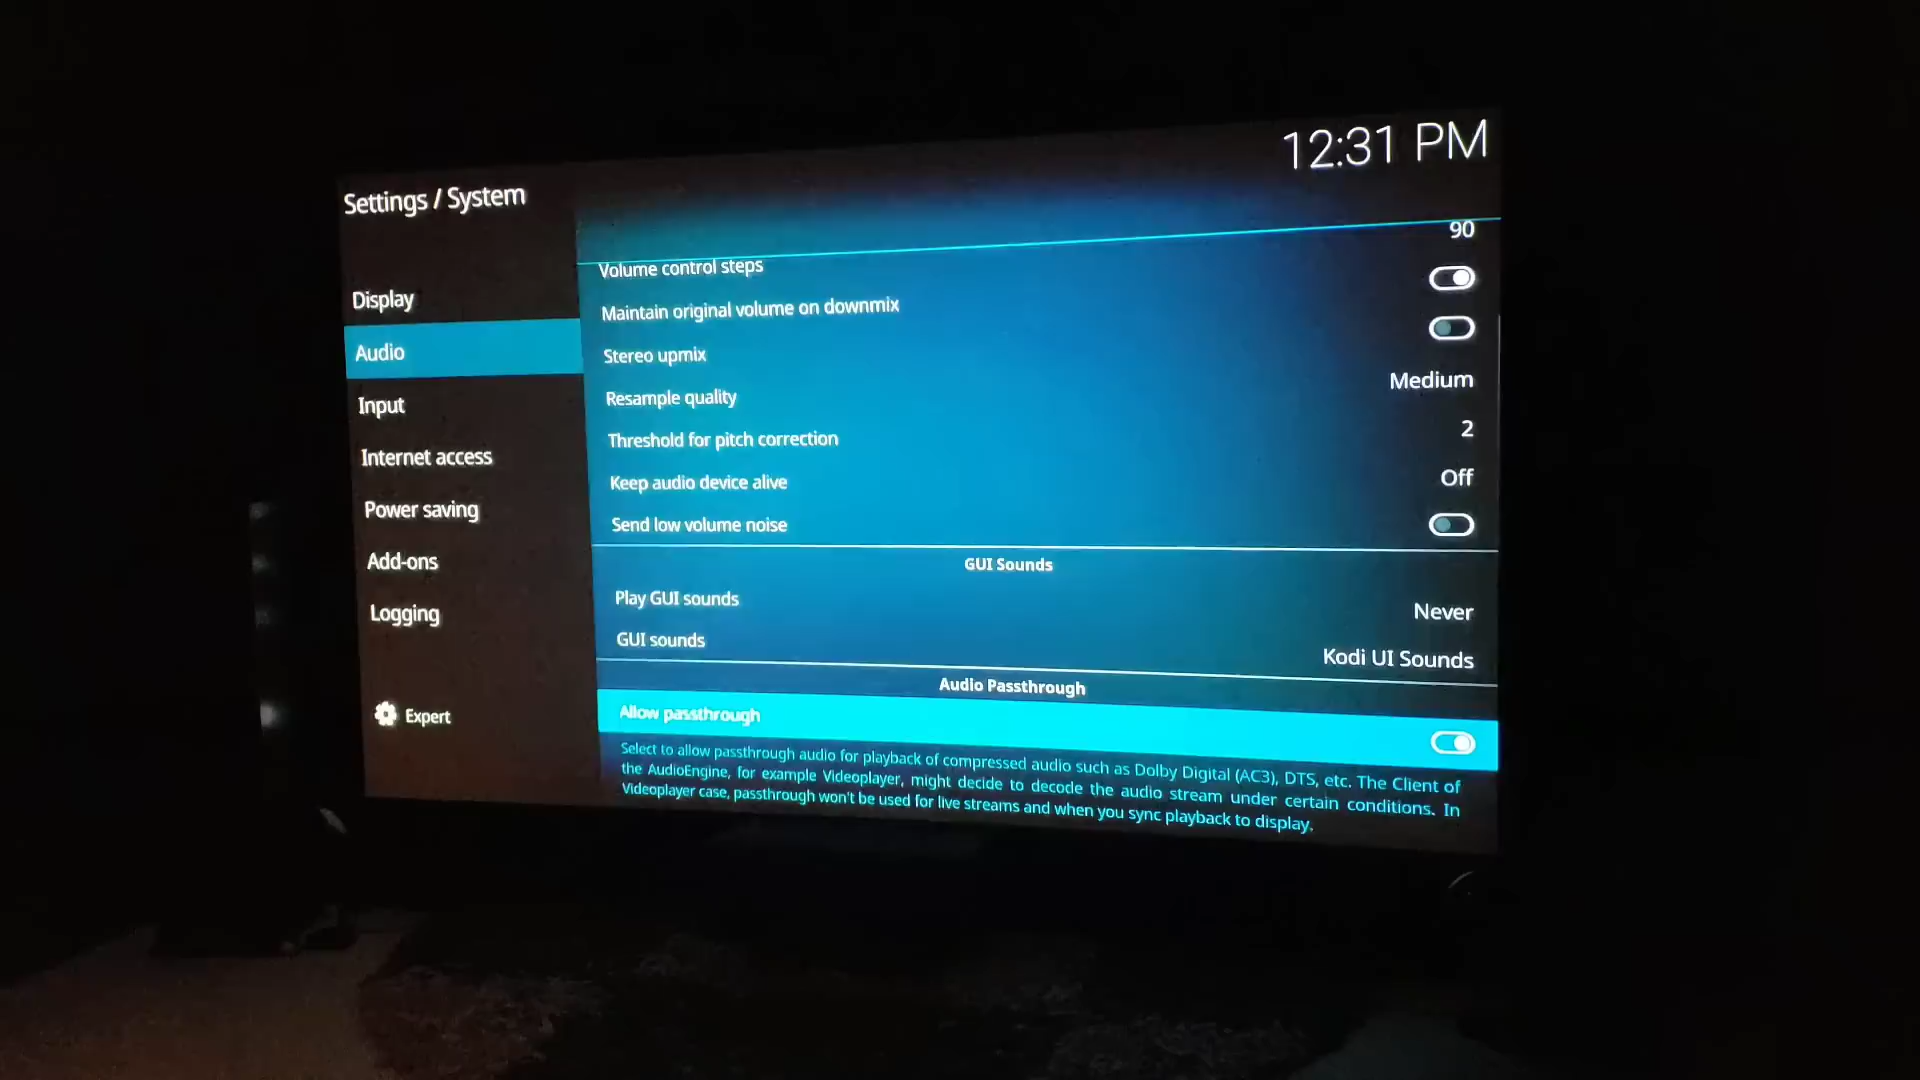 12:31 PM
Settings / System
Display
Audio
Input
Internet access
Power saving
Add-ons
Logging
Expert
Volume control steps 90
Maintain original volume on downmix
Stereo upmix
Resample quality Medium
Threshold for pitch correction 2
Keep audio device alive Off
Send low volume noise
GUI Sounds
Play GUI sounds Never
GUI sounds Kodi UI Sounds
Audio Passthrough
Allow passthrough
Select to allow passthrough audio for playback of compressed audio such as Dolby Digital (AC3), DTS, etc. The Client of
the AudioEngine, for example Videoplayer, might decide to decode the audio stream under certain conditions. In
Videoplayer case, passthrough won't be used for live streams and when you sync playback to display.